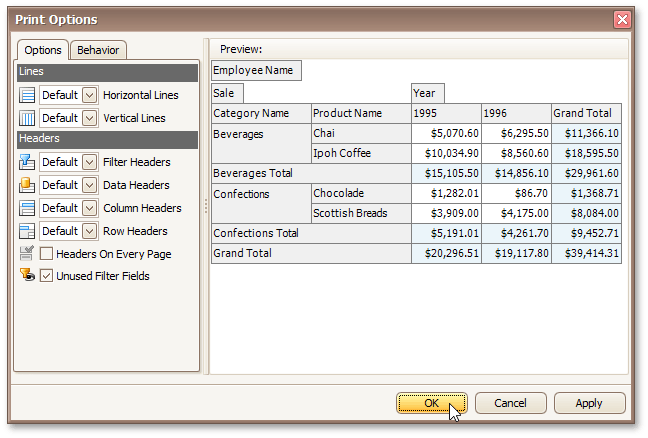 Print Options
Options Behavior
Lines
Default Horizontal Lines
Default Vertical Lines
Headers
Default Filter Headers
Default Data Headers
Default Column Headers
Default Row Headers
Headers On Every Page
Unused Filter Fields
Preview:
Employee Name
Sale Year
Category Name Product Name 1995 1996 Grand Total
Beverages Chai $5,070.60 $6,295.50 $11,366.10
Ipoh Coffee $10,034.90 $8,560.60 $18,595.50
Beverages Total $15,105.50 $14,856.10 $29,961.60
Confections Chocolade $1,282.01 $86.70 $1,368.71
Scottish Breads $3,909.00 $4,175.00 $8,084.00
Confections Total $5,191.01 $4,261.70 $9,452.71
Grand Total $20,296.51 $19,117.80 $39,414.31
OK Cancel Apply